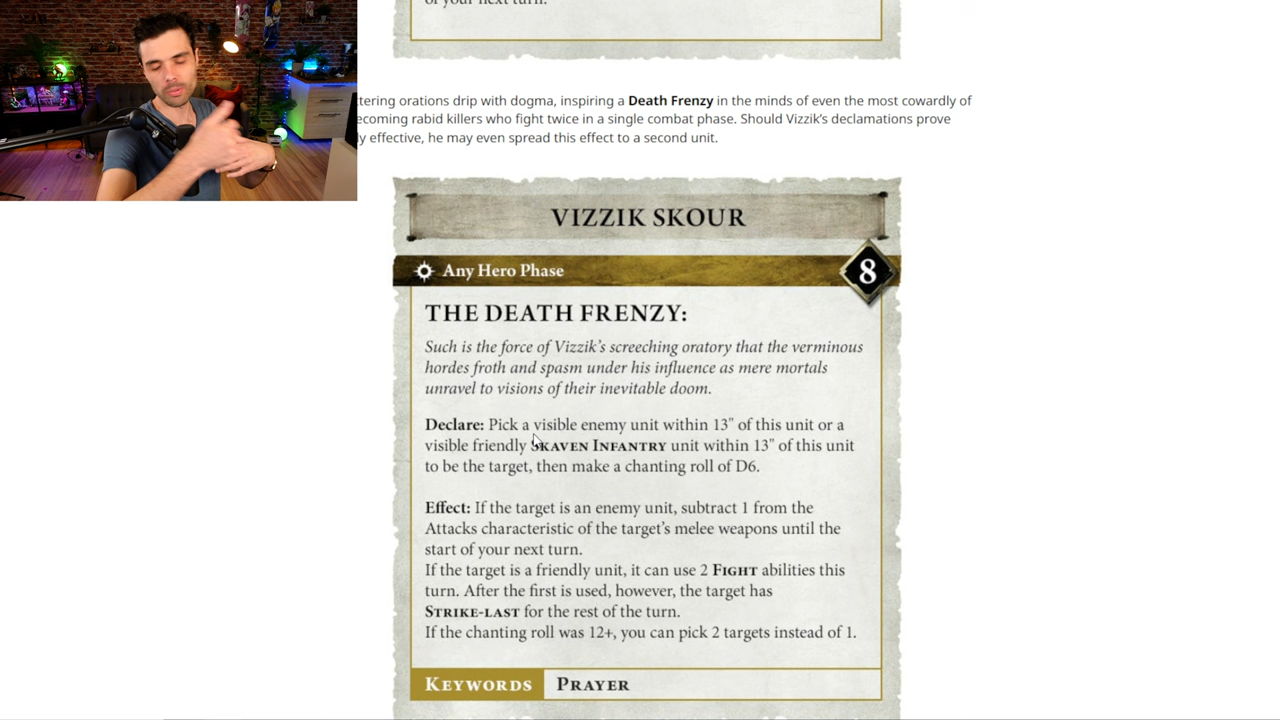 of your next turn.
tering orations drip with dogma, inspiring a Death Frenzy in the minds of even the most cowardly of
ecoming rabid killers who fight twice in a single combat phase. Should Vizzik's declamations prove
y effective, he may even spread this effect to a second unit.
VIZZIK SKOUR
Any Hero Phase
8
THE DEATH FRENZY:
Such is the force of Vizzik's screeching oratory that the verminous
hordes froth and spasm under his influence as mere mortals
unravel to visions of their inevitable doom.
Declare: Pick a visible enemy unit within 13" of this unit or a
visible friendly SKAVEN INFANTRY unit within 13" of this unit
to be the target, then make a chanting roll of D6.
Effect: If the target is an enemy unit, subtract 1 from the
Attacks characteristic of the target's melee weapons until the
start of your next turn.
If the target is a friendly unit, it can use 2 FIGHT abilities this
turn. After the first is used, however, the target has
STRIKE-LAST for the rest of the turn.
If the chanting roll was 12+, you can pick 2 targets instead of 1.
KEYWORDS PRAYER